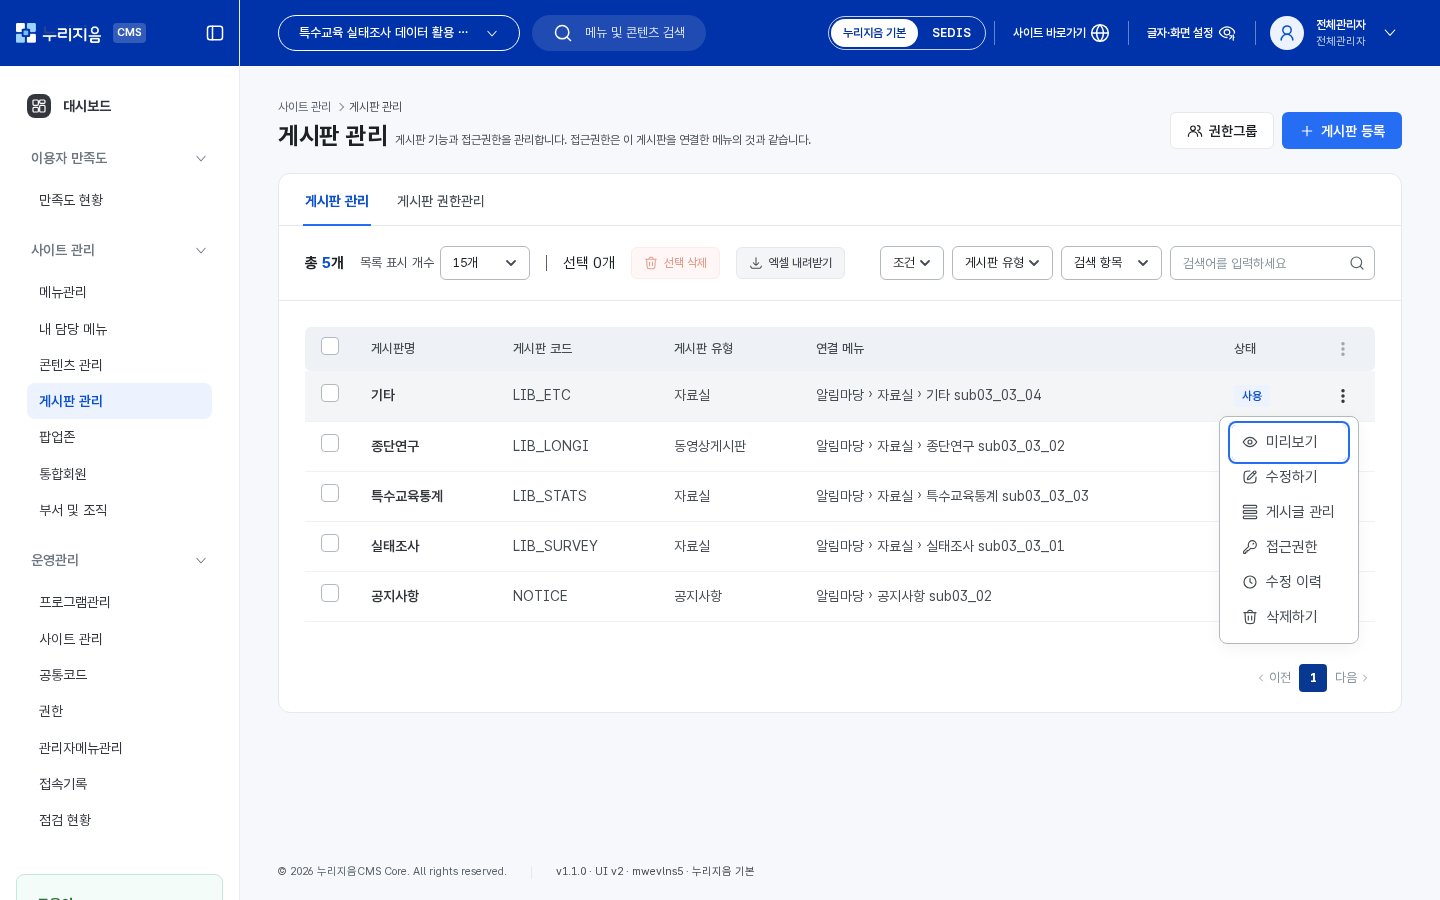 누리지음 CMS
특수교육 실태조사 데이터 활용 ···
메뉴 및 콘텐츠 검색
누리지음 기본 SEDIS
사이트 바로가기
글자·화면 설정
전체관리자
전체관리자
대시보드
이용자 만족도
만족도 현황
사이트 관리
메뉴관리
내 담당 메뉴
콘텐츠 관리
게시판 관리
팝업존
통합회원
부서 및 조직
운영관리
프로그램관리
사이트 관리
공통코드
권한
관리자메뉴관리
접속기록
점검 현황
사이트 관리 > 게시판 관리
게시판 관리 게시판 기능과 접근권한을 관리합니다. 접근권한은 이 게시판을 연결한 메뉴의 것과 같습니다.
권한그룹
+ 게시판 등록
게시판 관리 게시판 권한관리
총 5개 목록 표시 개수 15개 선택 0개 선택 삭제 엑셀 내려받기 조건 게시판 유형 검색 항목 검색어를 입력하세요
게시판명 게시판 코드 게시판 유형 연결 메뉴 상태
기타 LIB_ETC 자료실 알림마당 › 자료실 › 기타 sub03_03_04 사용
종단연구 LIB_LONGI 동영상게시판 알림마당 › 자료실 › 종단연구 sub03_03_02
특수교육통계 LIB_STATS 자료실 알림마당 › 자료실 › 특수교육통계 sub03_03_03
실태조사 LIB_SURVEY 자료실 알림마당 › 자료실 › 실태조사 sub03_03_01
공지사항 NOTICE 공지사항 알림마당 › 공지사항 sub03_02
미리보기
수정하기
게시글 관리
접근권한
수정 이력
삭제하기
‹ 이전 1 다음 ›
© 2026 누리지음CMS Core. All rights reserved.
v1.1.0 · UI v2 · mwevlns5 · 누리지음 기본